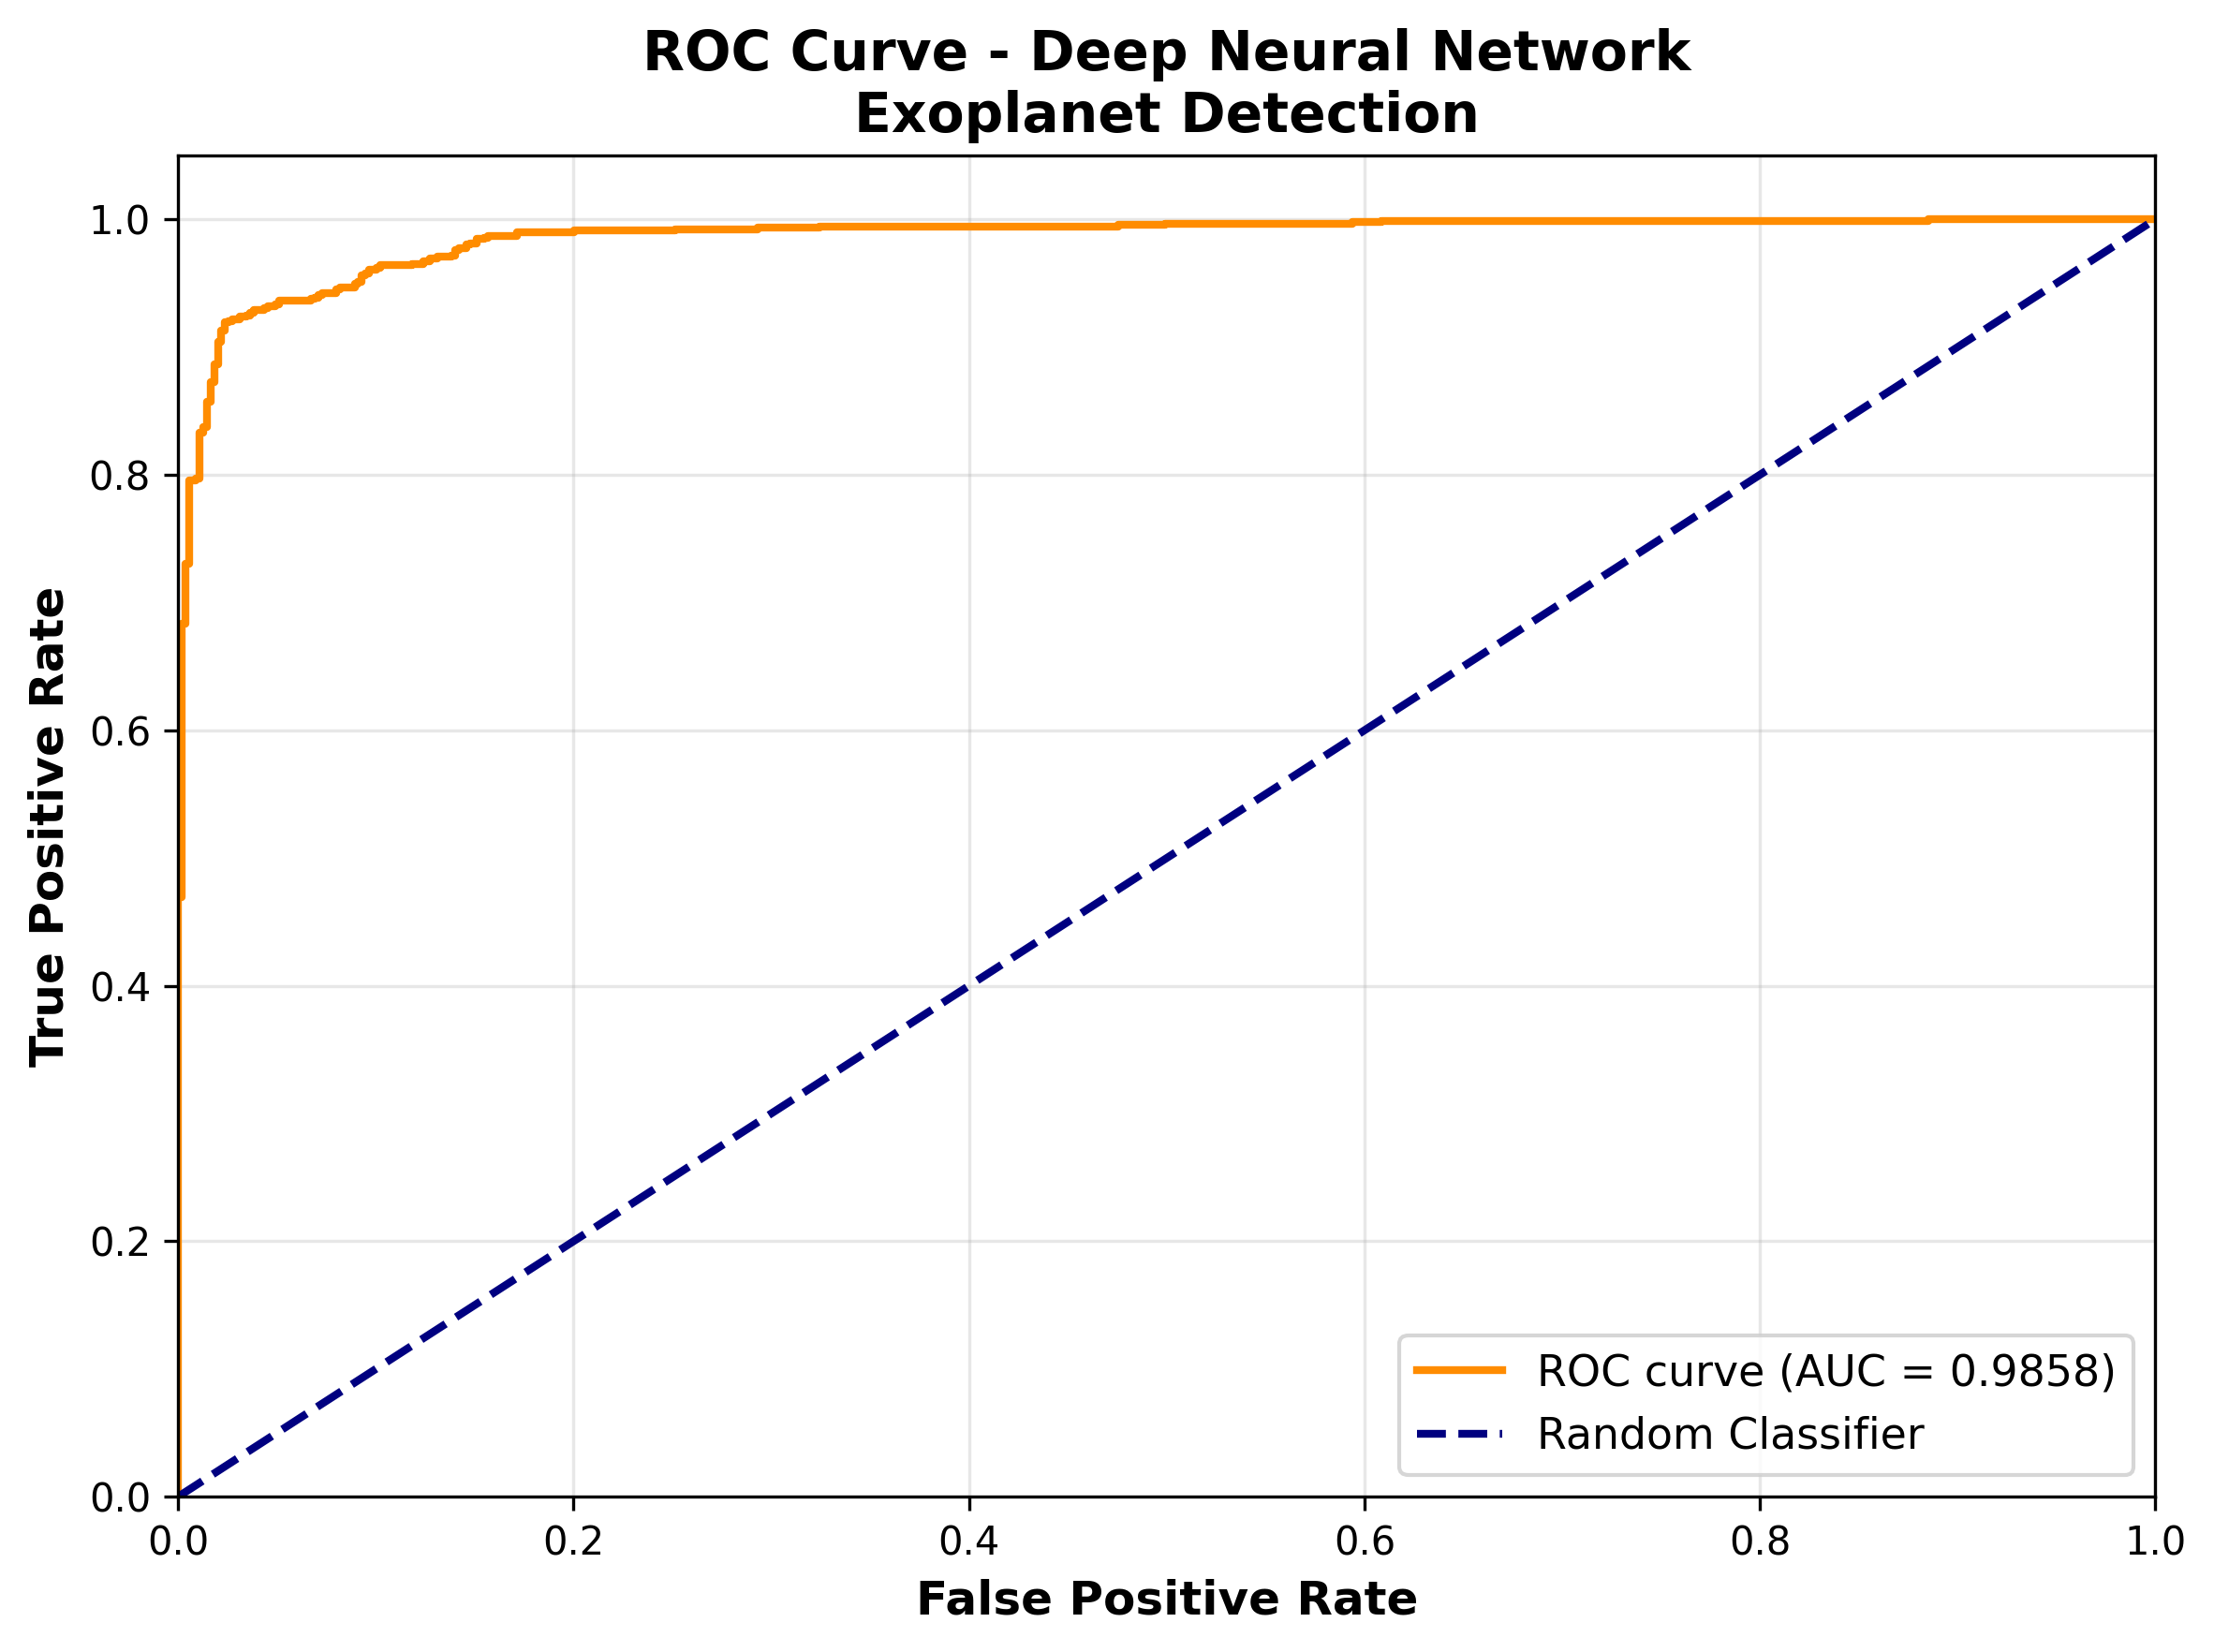 ROC Curve - Deep Neural Network
Exoplanet Detection
1.0
0.8
0.6
0.4
0.2
0.0
True Positive Rate
0.0 0.2 0.4 0.6 0.8 1.0
False Positive Rate
ROC curve (AUC = 0.9858)
Random Classifier